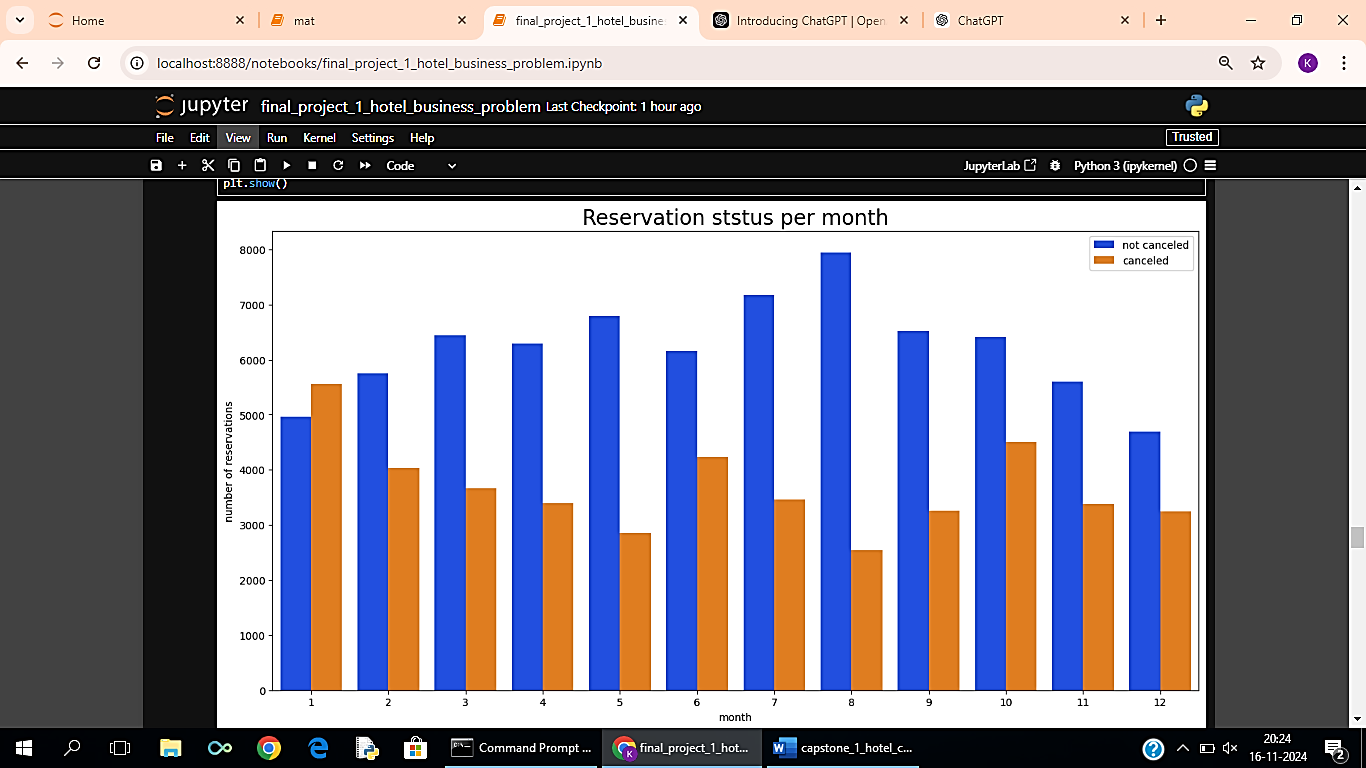 Home
mat
final_project_1_hotel_busines
Introducing ChatGPT | Open
ChatGPT
localhost:8888/notebooks/final_project_1_hotel_business_problem.ipynb
K
jupyter final_project_1_hotel_business_problem Last Checkpoint: 1 hour ago
File Edit View Run Kernel Settings Help
Trusted
Code
JupyterLab
Python 3 (ipykernel)
plt.show()
Reservation ststus per month
not canceled
canceled
8000
7000
6000
5000
4000
3000
2000
1000
0
number of reservations
1 2 3 4 5 6 7 8 9 10 11 12
month
Command Prompt ...
final_project_1_hot...
capstone_1_hotel_c...
20:24
16-11-2024
2